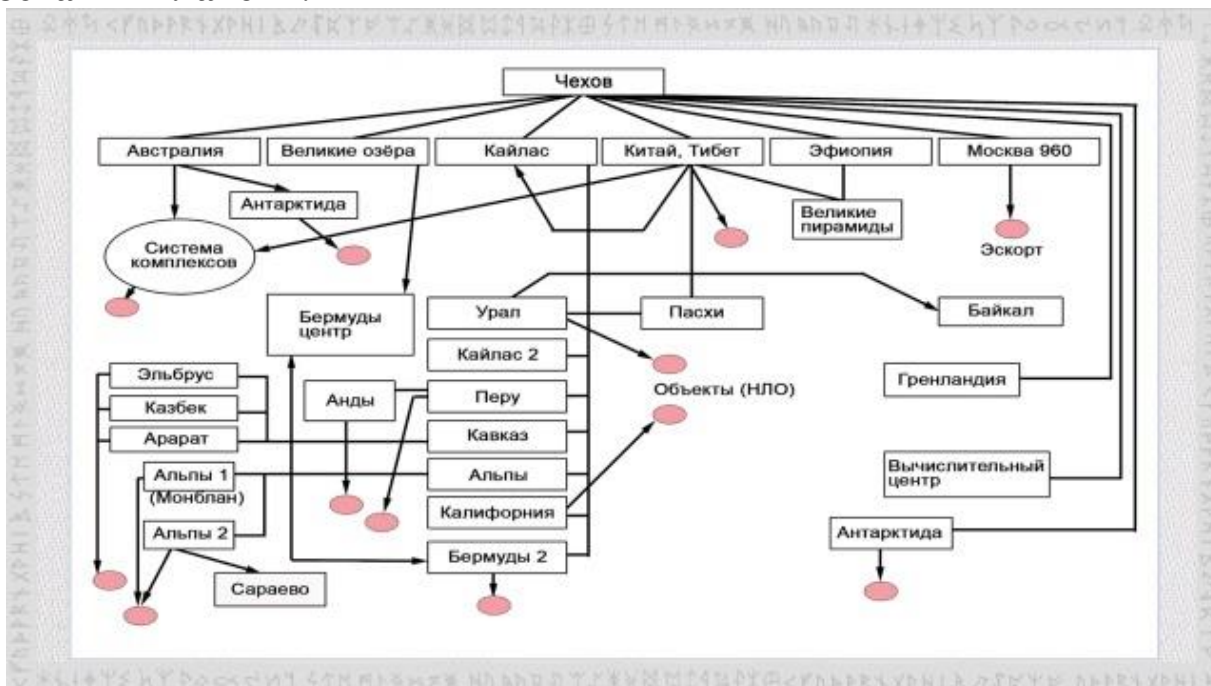 Чехов
Австралия
Великие озёра
Кайлас
Китай, Тибет
Эфиопия
Москва 960
Антарктида
Великие
пирамиды
Система
комплексов
Эскорт
Бермуды
центр
Урал
Пасхи
Байкал
Кайлас 2
Объекты (НЛО)
Гренландия
Эльбрус
Казбек
Арарат
Анды
Перу
Кавказ
Альпы 1
(Монблан)
Альпы
Вычислительный
центр
Калифорния
Альпы 2
Антарктида
Бермуды 2
Сараево